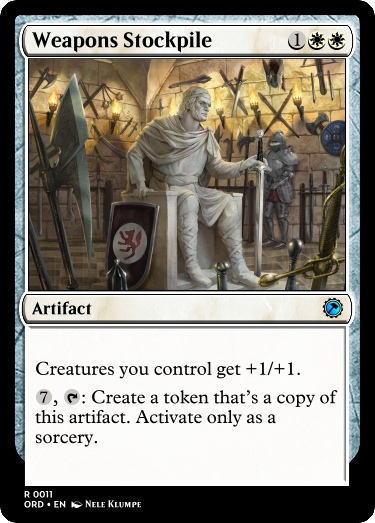 Weapons Stockpile 1
Artifact
Creatures you control get +1/+1.
7, : Create a token that's a copy of
this artifact. Activate only as a
sorcery.
R 0011
ORD • EN Nele Klumpe